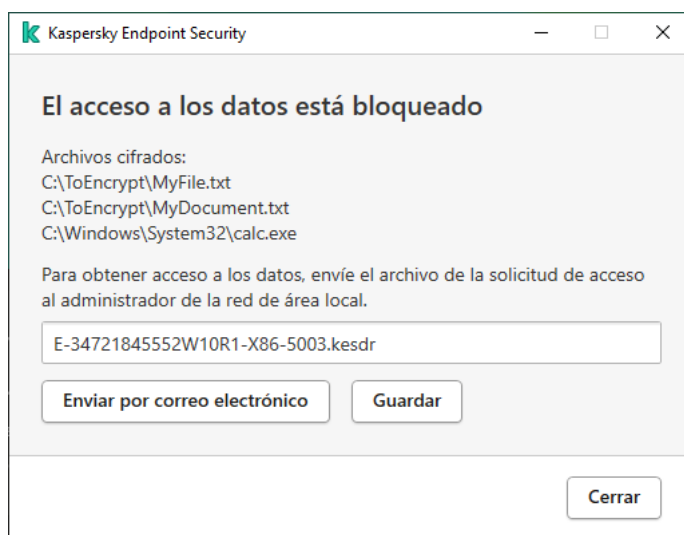 Kaspersky Endpoint Security
El acceso a los datos está bloqueado
Archivos cifrados:
C:\ToEncrypt\MyFile.txt
C:\ToEncrypt\MyDocument.txt
C:\Windows\System32\calc.exe
Para obtener acceso a los datos, envíe el archivo de la solicitud de acceso
al administrador de la red de área local.
E-34721845552W10R1-X86-5003.kesdr
Enviar por correo electrónico Guardar
Cerrar